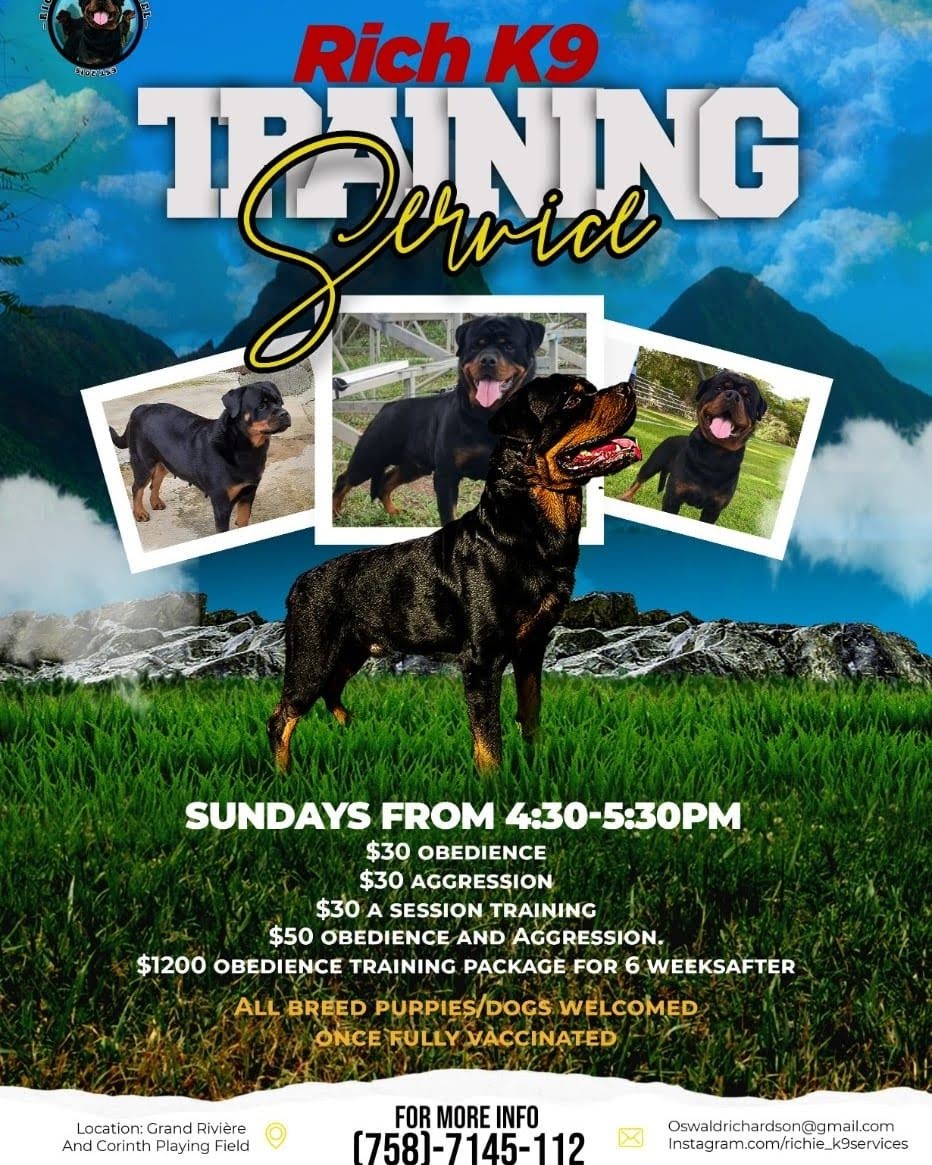 EST 2015
Rich K9
TRAINING
Service
SUNDAYS FROM 4:30-5:30PM
$30 OBEDIENCE
$30 AGGRESSION
$30 A SESSION TRAINING
$50 OBEDIENCE AND AGGRESSION.
$1200 OBEDIENCE TRAINING PACKAGE FOR 6 WEEKSAFTER
ALL BREED PUPPIES/DOGS WELCOMED
ONCE FULLY VACCINATED
Location: Grand Rivière
And Corinth Playing Field
FOR MORE INFO
(758)-7145-112
Oswaldrichardson@gmail.com
Instagram.com/richie_k9services